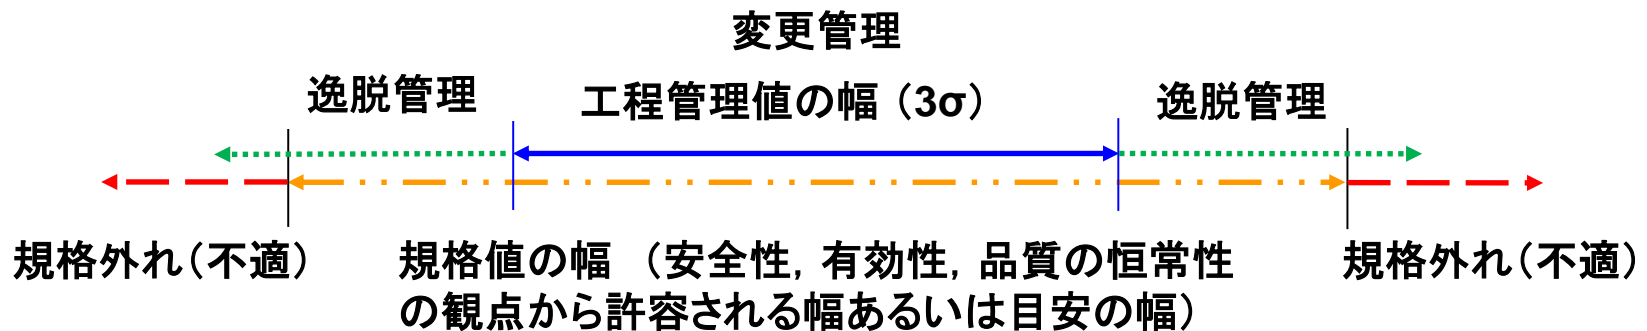 変更管理
逸脱管理
工程管理値の幅（3σ）
逸脱管理
規格外れ（不適）
規格値の幅 （安全性，有効性，品質の恒常性
の観点から許容される幅あるいは目安の幅）
規格外れ（不適）